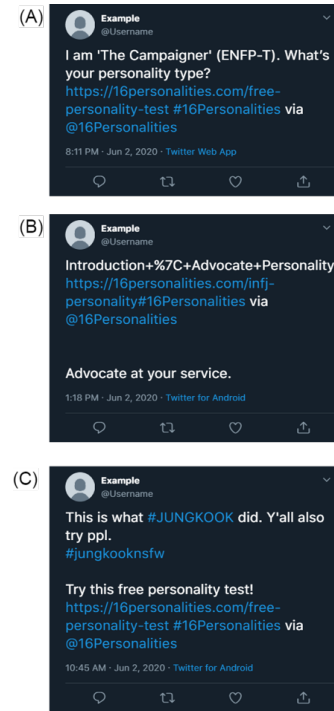 (A)
Example
@Username
I am 'The Campaigner' (ENFP-T). What's
your personality type?
https://16personalities.com/free-
personality-test #16Personalities via
@16Personalities
8:11 PM · Jun 2, 2020 · Twitter Web App
(B)
Example
@Username
Introduction+%7C+Advocate+Personality
https://16personalities.com/infj-
personality#16Personalities via
@16Personalities
Advocate at your service.
1:18 PM · Jun 2, 2020 · Twitter for Android
(C)
Example
@Username
This is what #JUNGKOOK did. Y'all also
try ppl.
#jungkooknsfw
Try this free personality test!
https://16personalities.com/free-
personality-test #16Personalities via
@16Personalities
10:45 AM · Jun 2, 2020 · Twitter for Android